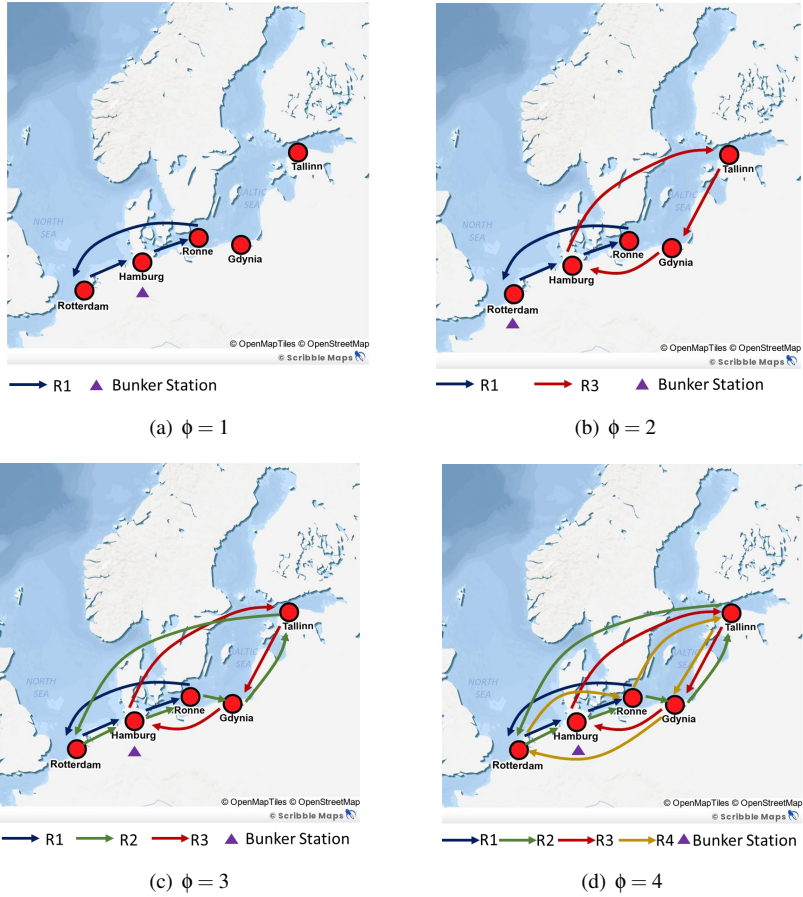 Tallinn
BALTIC
SEA
NORTH
SEA
Ronne
Gdynia
Hamburg
Rotterdam
© OpenMapTiles © OpenStreetMap
© Scribble Maps
R1 Bunker Station
(a) ϕ = 1
Tallinn
BALTIC
SEA
NORTH
SEA
Ronne
Gdynia
Hamburg
Rotterdam
© OpenMapTiles © OpenStreetMap
© Scribble Maps
R1 R3 Bunker Station
(b) ϕ = 2
Tallinn
BALTIC
SEA
NORTH
SEA
Ronne
Gdynia
Hamburg
Rotterdam
© OpenMapTiles © OpenStreetMap
© Scribble Maps
R1 R2 R3 Bunker Station
(c) ϕ = 3
Tallinn
BALTIC
SEA
NORTH
SEA
Ronne
Gdynia
Hamburg
Rotterdam
© OpenMapTiles © OpenStreetMap
© Scribble Maps
R1 R2 R3 R4 Bunker Station
(d) ϕ = 4